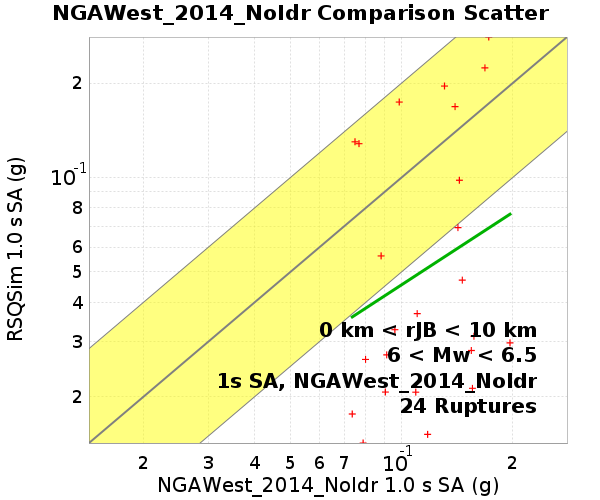 NGAWest_2014_NoIdr Comparison Scatter
RSQSim 1.0 s SA (g)
2
10-1
8
6
5
4
3
2
0 km < rJB < 10 km
6 < Mw < 6.5
1s SA, NGAWest_2014_NoIdr
24 Ruptures
2 3 4 5 6 7 10-1 2
NGAWest_2014_NoIdr 1.0 s SA (g)